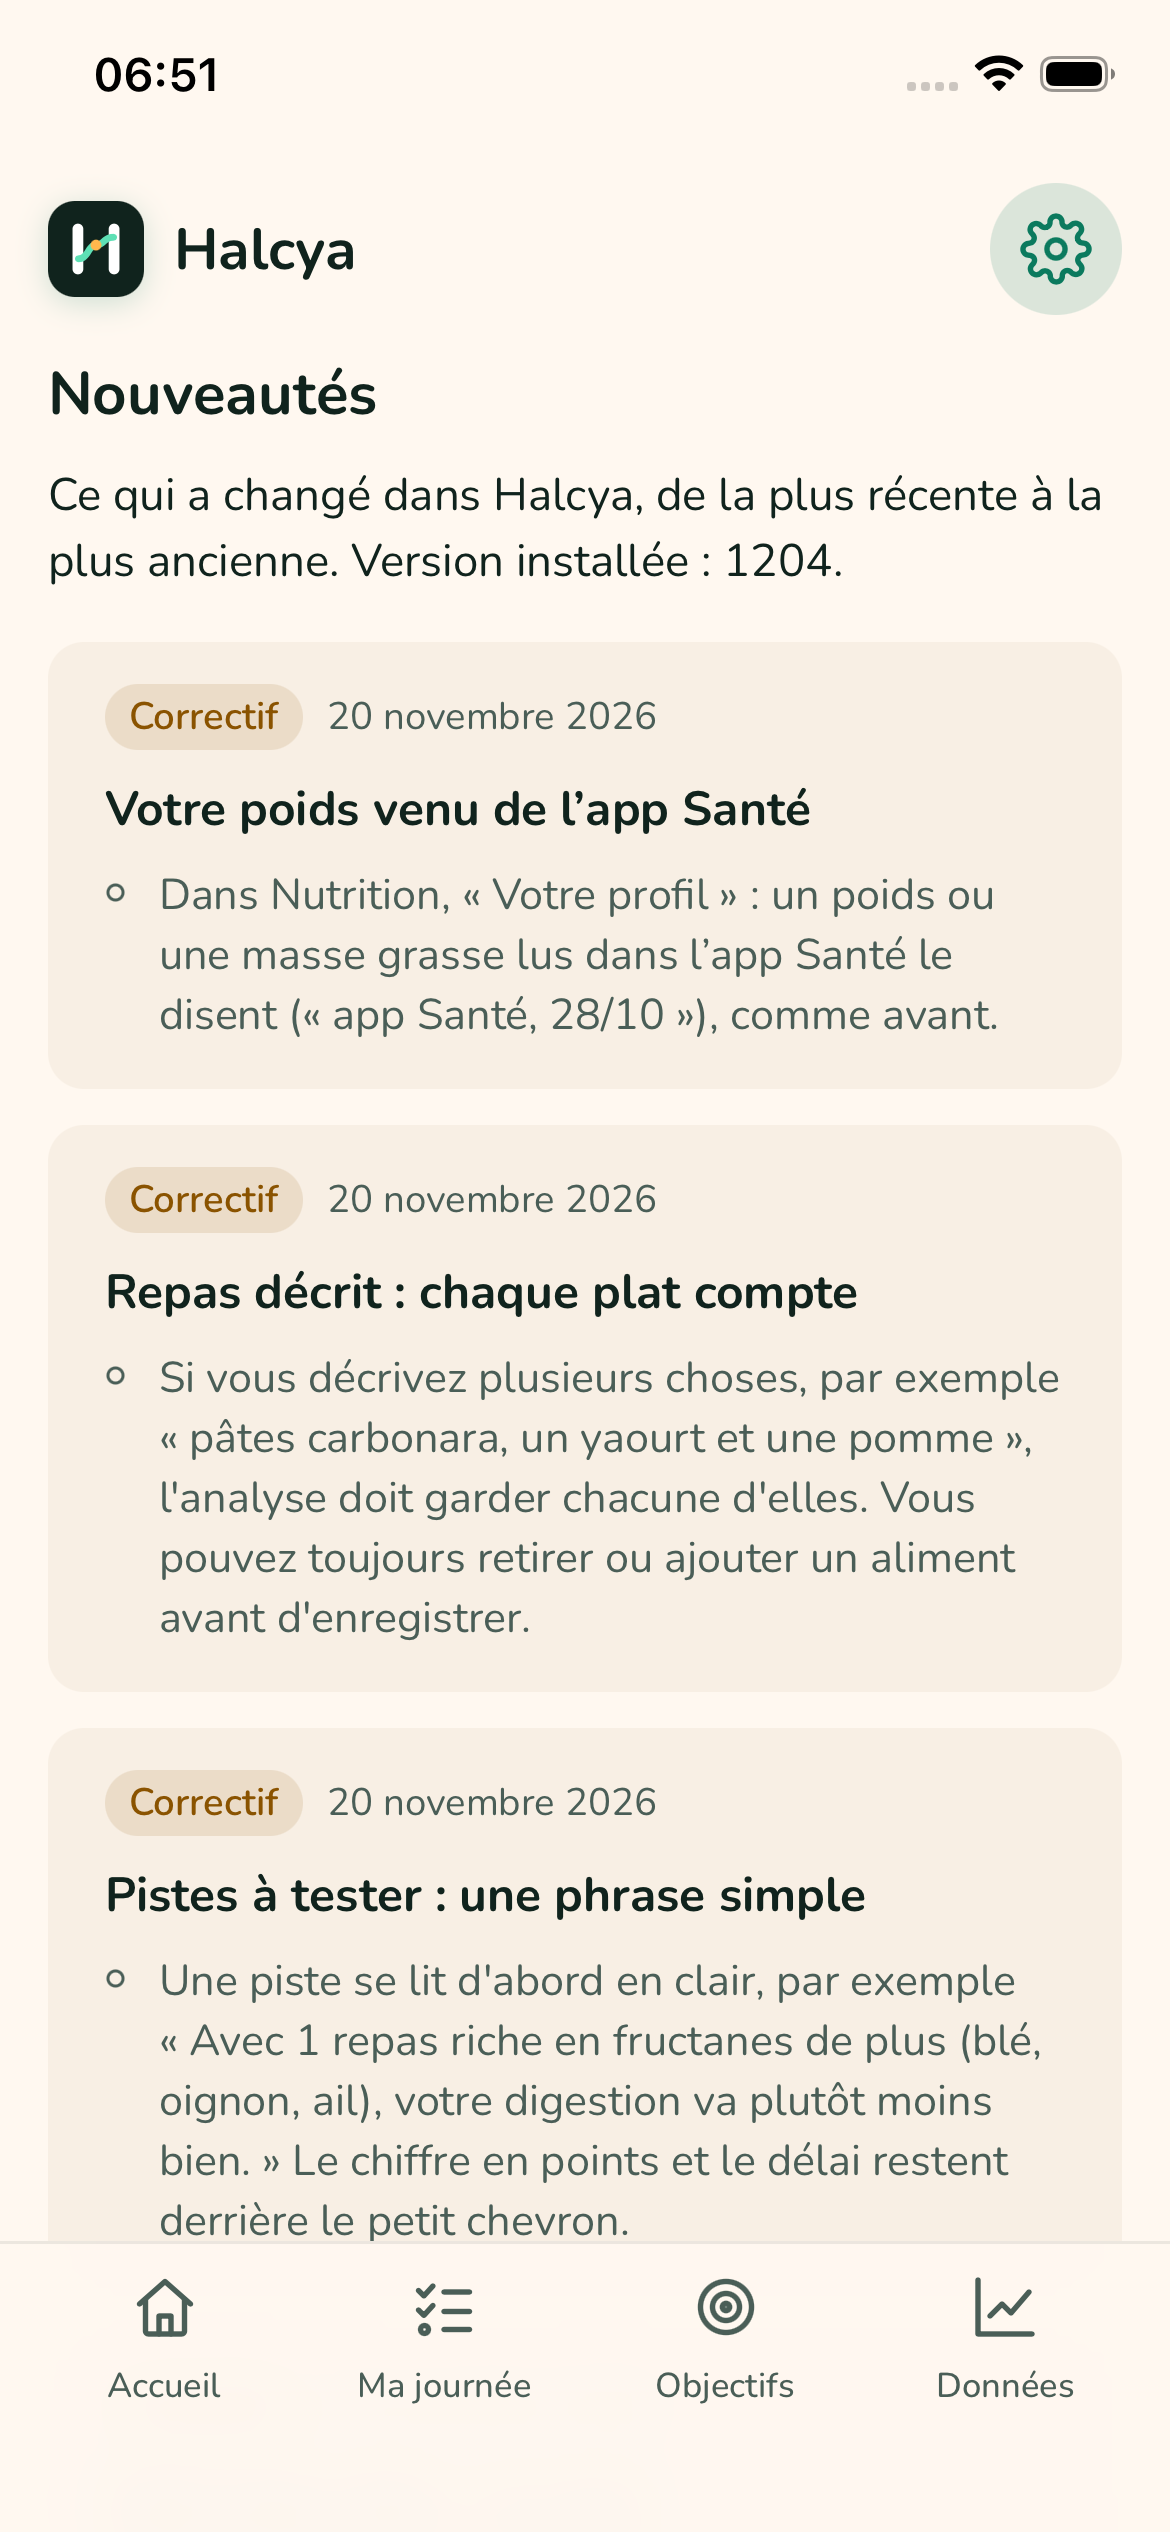 06:51
Halcya
Nouveautés
Ce qui a changé dans Halcya, de la plus récente à la
plus ancienne. Version installée : 1204.
Correctif 20 novembre 2026
Votre poids venu de l’app Santé
Dans Nutrition, « Votre profil » : un poids ou
une masse grasse lus dans l’app Santé le
disent (« app Santé, 28/10 »), comme avant.
Correctif 20 novembre 2026
Repas décrit : chaque plat compte
Si vous décrivez plusieurs choses, par exemple
« pâtes carbonara, un yaourt et une pomme »,
l'analyse doit garder chacune d'elles. Vous
pouvez toujours retirer ou ajouter un aliment
avant d'enregistrer.
Correctif 20 novembre 2026
Pistes à tester : une phrase simple
Une piste se lit d'abord en clair, par exemple
« Avec 1 repas riche en fructanes de plus (blé,
oignon, ail), votre digestion va plutôt moins
bien. » Le chiffre en points et le délai restent
derrière le petit chevron.
Accueil Ma journée Objectifs Données